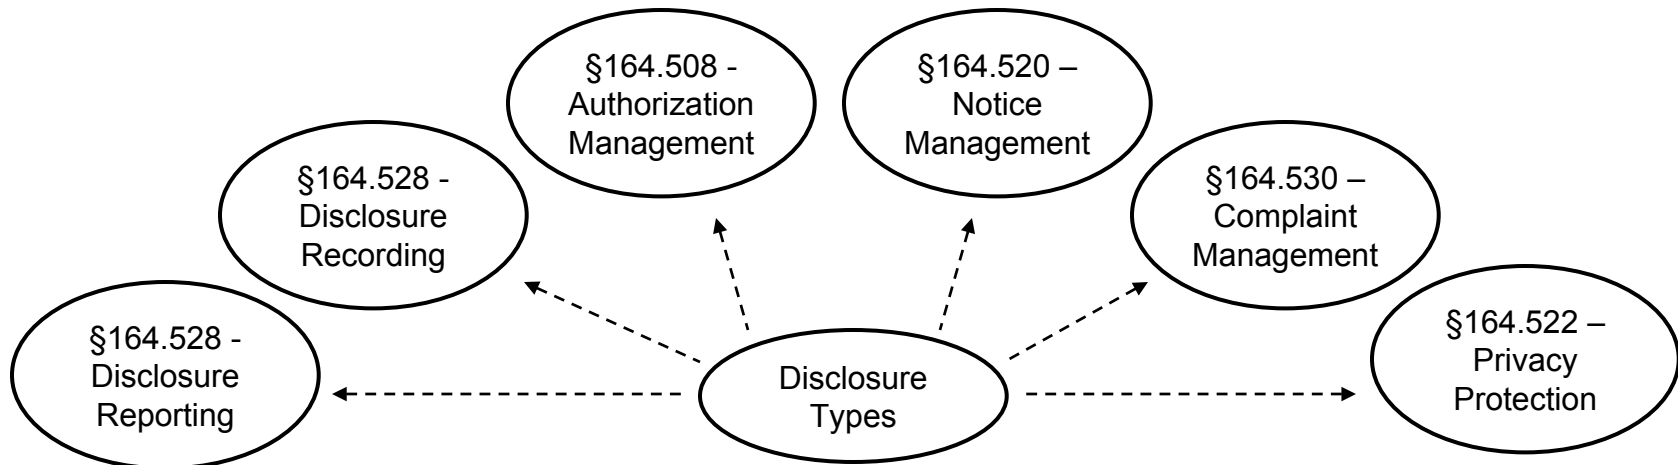 §164.508 -
Authorization
Management
§164.520 –
Notice
Management
§164.528 -
Disclosure
Recording
§164.530 –
Complaint
Management
§164.528 -
Disclosure
Reporting
Disclosure
Types
§164.522 –
Privacy
Protection